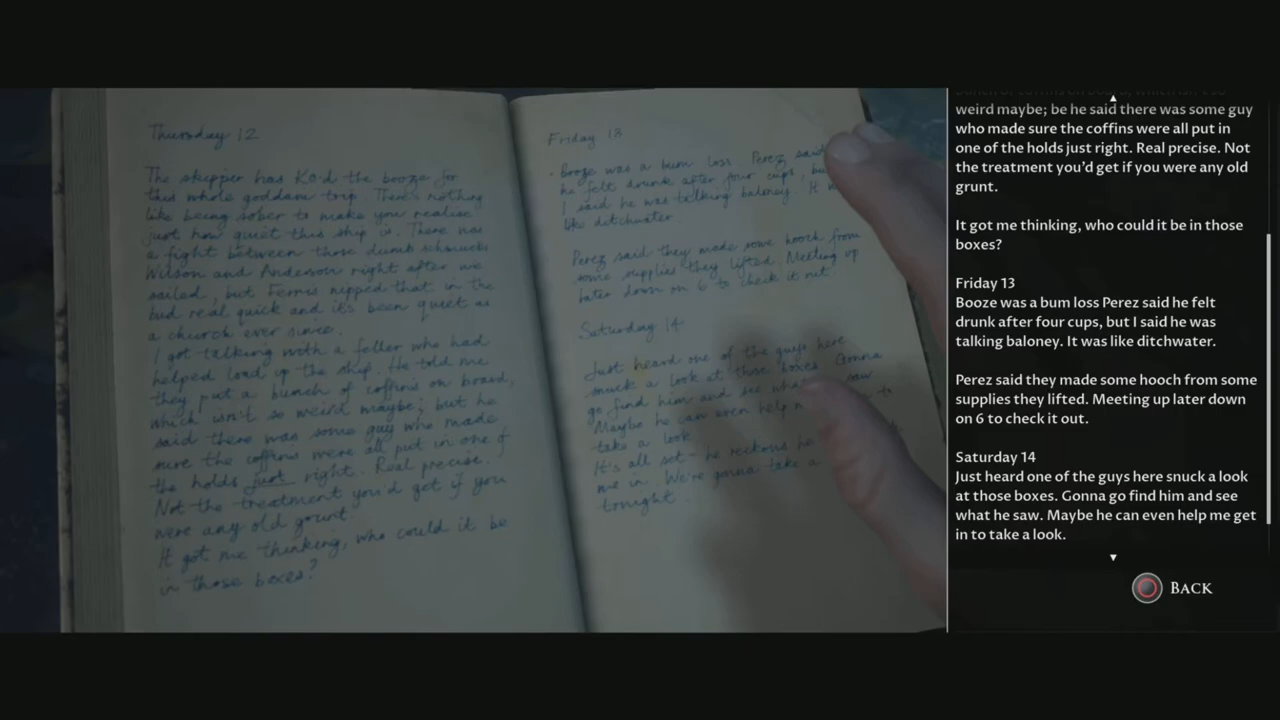 Thursday 12
The skipper has Ko'd the booze for
this whole goddam trip. There's nothing
like being sober to make you realise
just how quiet this ship is. There was
a fight between those dumb schmucks
Wilson and Anderson right after we
sailed, but Ferris nipped that in the
bud real quick and it's been quiet as
a church ever since.
I got talking with a feller who had
helped load up the ship. He told me
they put a bunch of coffins on board,
which isn't so weird maybe; but he
said there was some guy who made
sure the coffins were all put in one of
the holds just right. Real precise.
Not the treatment you'd get if you
were any old grunt.
It got me thinking, who could it be
in those boxes?
Friday 13
Booze was a bum loss Perez said
he felt drunk after four cups, but
I said he was talking baloney. It
like ditchwater
Perez said they made some hooch from
some supplies they lifted. Meeting up
later down on 6 to check it out
Saturday 14
Just heard one of the guys here
snuck a look at those boxes. Gonna
go find him and see what saw
Maybe he can even help to
take a look
It's all set - he reckons he
me in. We're gonna take a
tonight.
weird maybe; be he said there was some guy
who made sure the coffins were all put in
one of the holds just right. Real precise. Not
the treatment you'd get if you were any old
grunt.
It got me thinking, who could it be in those
boxes?
Friday 13
Booze was a bum loss Perez said he felt
drunk after four cups, but I said he was
talking baloney. It was like ditchwater.
Perez said they made some hooch from some
supplies they lifted. Meeting up later down
on 6 to check it out.
Saturday 14
Just heard one of the guys here snuck a look
at those boxes. Gonna go find him and see
what he saw. Maybe he can even help me get
in to take a look.
BACK